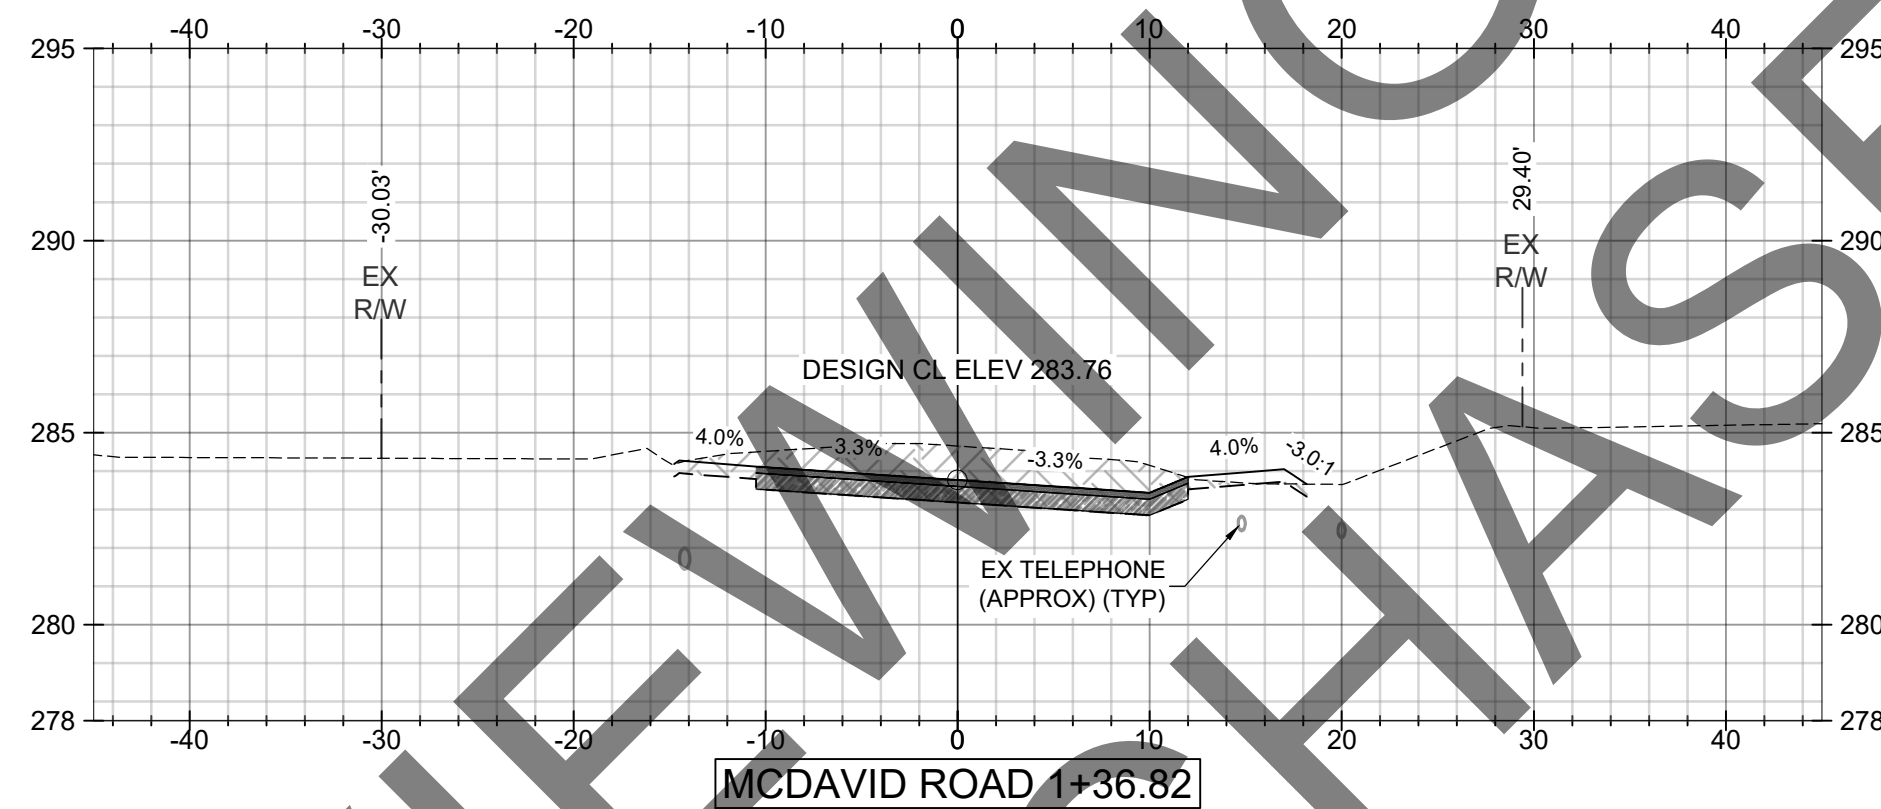 -40 -30 -20 -10 0 10 20 30 40
295 295
-30.03'
29.40'
290 290
EX
R/W
EX
R/W
DESIGN CL ELEV 283.76
285 285
4.0% 3.3% -3.3% 4.0% -3.0:1
EX TELEPHONE
(APPROX) (TYP)
280 280
278 278
-40 -30 -20 -10 0 10 20 30 40
MCDAVID ROAD 1+36.82